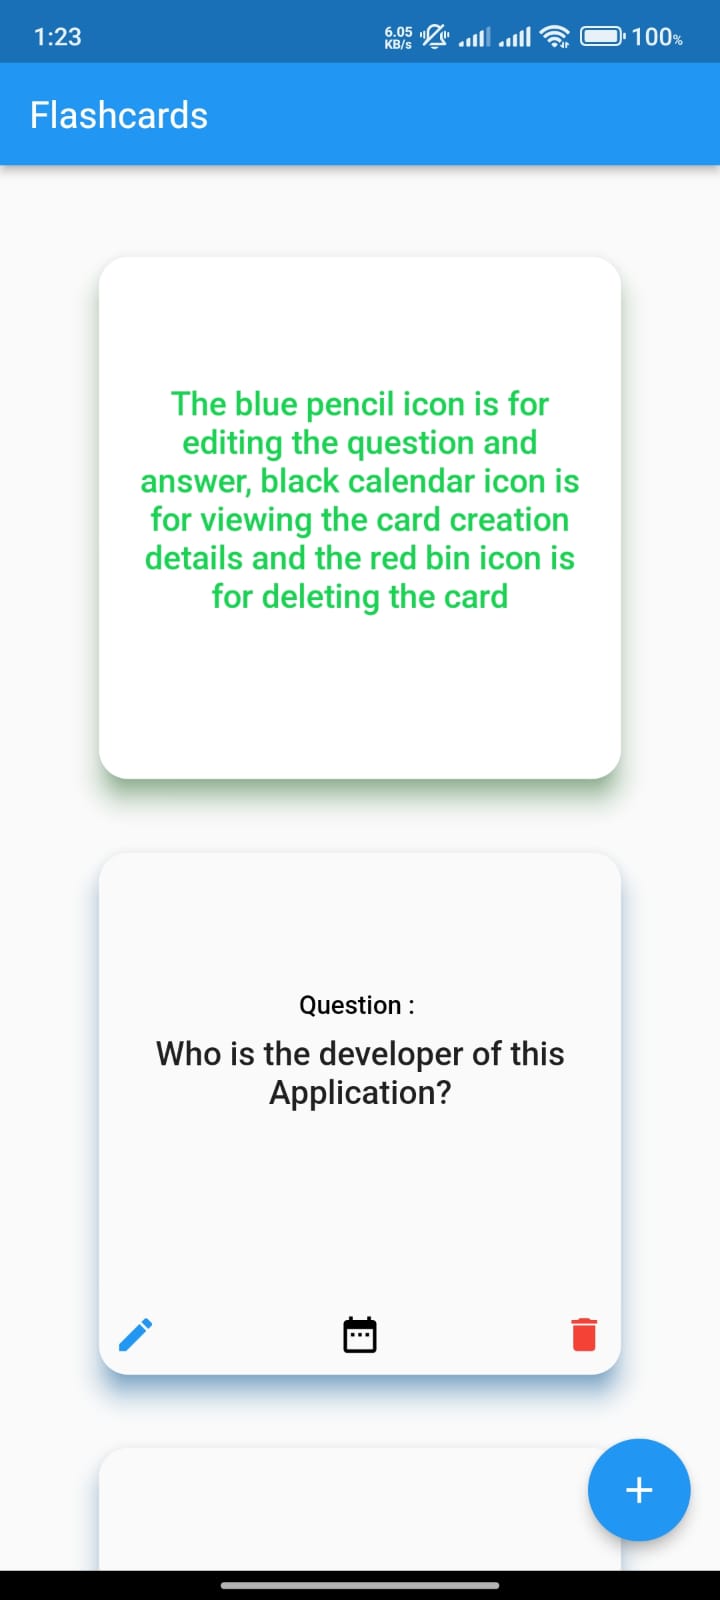 1:23
6.05
KB/s
100%
Flashcards
The blue pencil icon is for
editing the question and
answer, black calendar icon is
for viewing the card creation
details and the red bin icon is
for deleting the card
Question :
Who is the developer of this
Application?